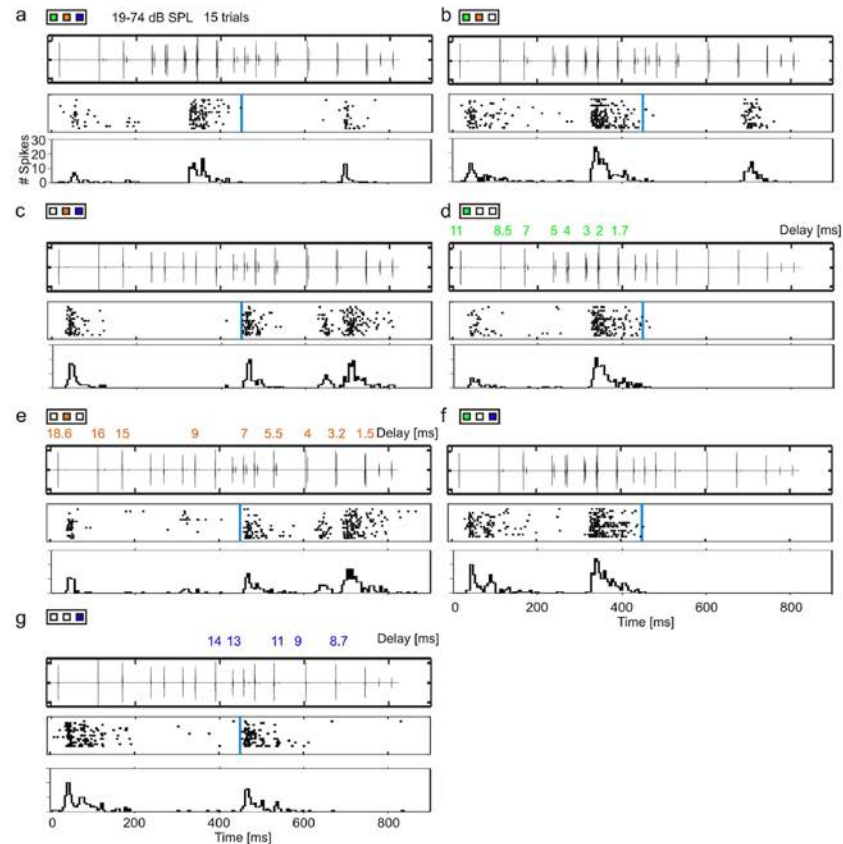 a 19-74 dB SPL 15 trials
b
# Spikes
30
20
10
0
c
d
11 8.5 7 5 4 3 2 1.7 Delay [ms]
e
18.6 16 15 9 7 5.5 4 3.2 1.5 Delay [ms]
f
0 200 400 600 800
Time [ms]
g
14 13 11 9 8.7 Delay [ms]
0 200 400 600 800
Time [ms]